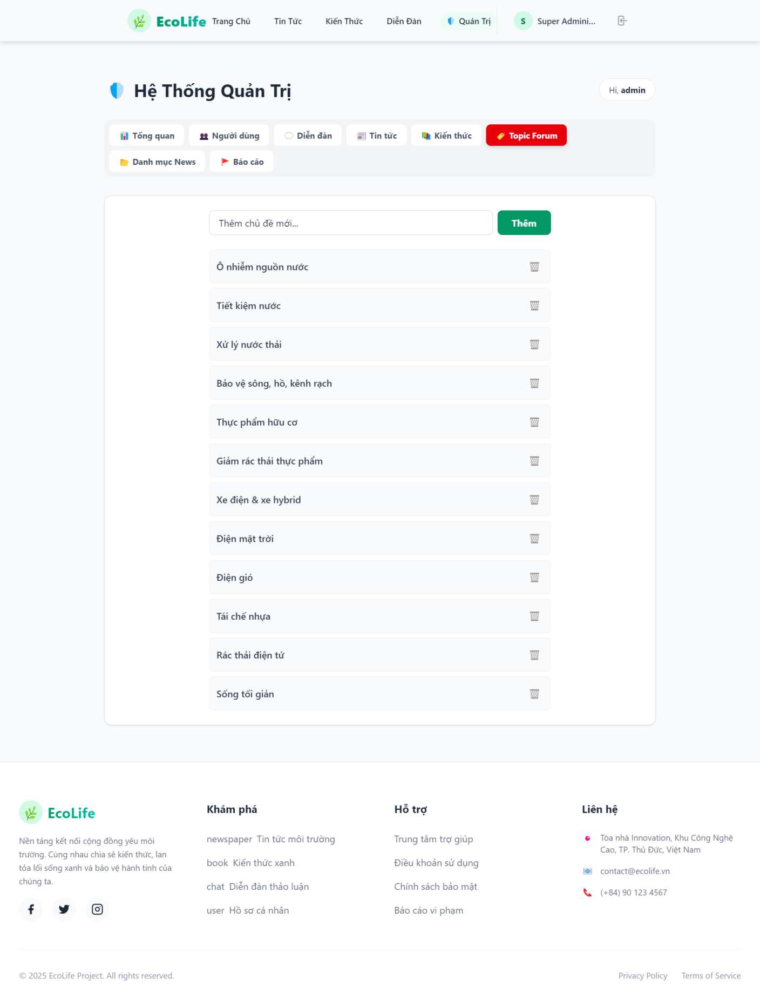 EcoLife Trang Chủ Tin Tức Kiến Thức Diễn Đàn Quản Trị S Super Admini...
Hệ Thống Quản Trị
Hi, admin
Tổng quan Người dùng Diễn đàn Tin tức Kiến thức Topic Forum
Danh mục News Báo cáo
Thêm chủ đề mới... Thêm
Ô nhiễm nguồn nước
Tiết kiệm nước
Xử lý nước thải
Bảo vệ sông, hồ, kênh rạch
Thực phẩm hữu cơ
Giảm rác thải thực phẩm
Xe điện & xe hybrid
Điện mặt trời
Điện gió
Tái chế nhựa
Rác thải điện tử
Sống tối giản
EcoLife
Nền tảng kết nối cộng đồng yêu môi
trường. Cùng nhau chia sẻ kiến thức, lan
tỏa lối sống xanh và bảo vệ hành tinh của
chúng ta.
Khám phá
newspaper Tin tức môi trường
book Kiến thức xanh
chat Diễn đàn thảo luận
user Hồ sơ cá nhân
Hỗ trợ
Trung tâm trợ giúp
Điều khoản sử dụng
Chính sách bảo mật
Báo cáo vi phạm
Liên hệ
Tòa nhà Innovation, Khu Công Nghệ
Cao, TP. Thủ Đức, Việt Nam
contact@ecolife.vn
(+84) 90 123 4567
© 2025 EcoLife Project. All rights reserved.
Privacy Policy Terms of Service